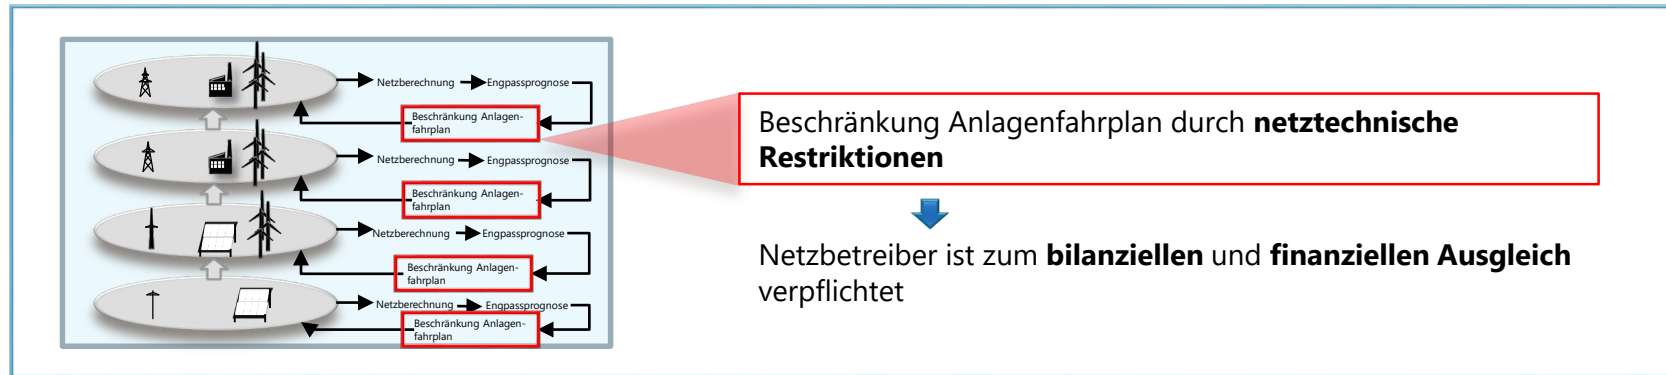 Netzberechnung
Engpassprognose
Beschränkung Anlagen-
fahrplan
Netzberechnung
Engpassprognose
Beschränkung Anlagen-
fahrplan
Netzberechnung
Engpassprognose
Beschränkung Anlagen-
fahrplan
Netzberechnung
Engpassprognose
Beschränkung Anlagen-
fahrplan
Beschränkung Anlagenfahrplan durch netztechnische
Restriktionen
Netzbetreiber ist zum bilanziellen und finanziellen Ausgleich
verpflichtet